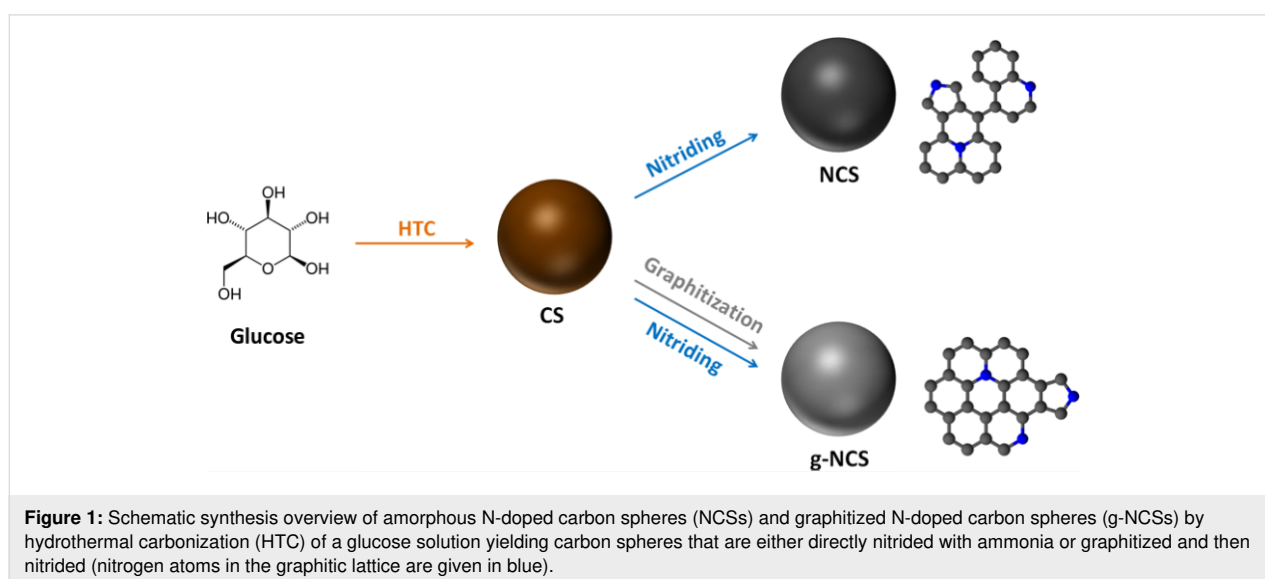 OH
HO
OH
O
OH
OH
Glucose
HTC
CS
Nitriding
NCS
Graphitization
Nitriding
g-NCS
Figure 1: Schematic synthesis overview of amorphous N-doped carbon spheres (NCSs) and graphitized N-doped carbon spheres (g-NCSs) by
hydrothermal carbonization (HTC) of a glucose solution yielding carbon spheres that are either directly nitrided with ammonia or graphitized and then
nitrided (nitrogen atoms in the graphitic lattice are given in blue).